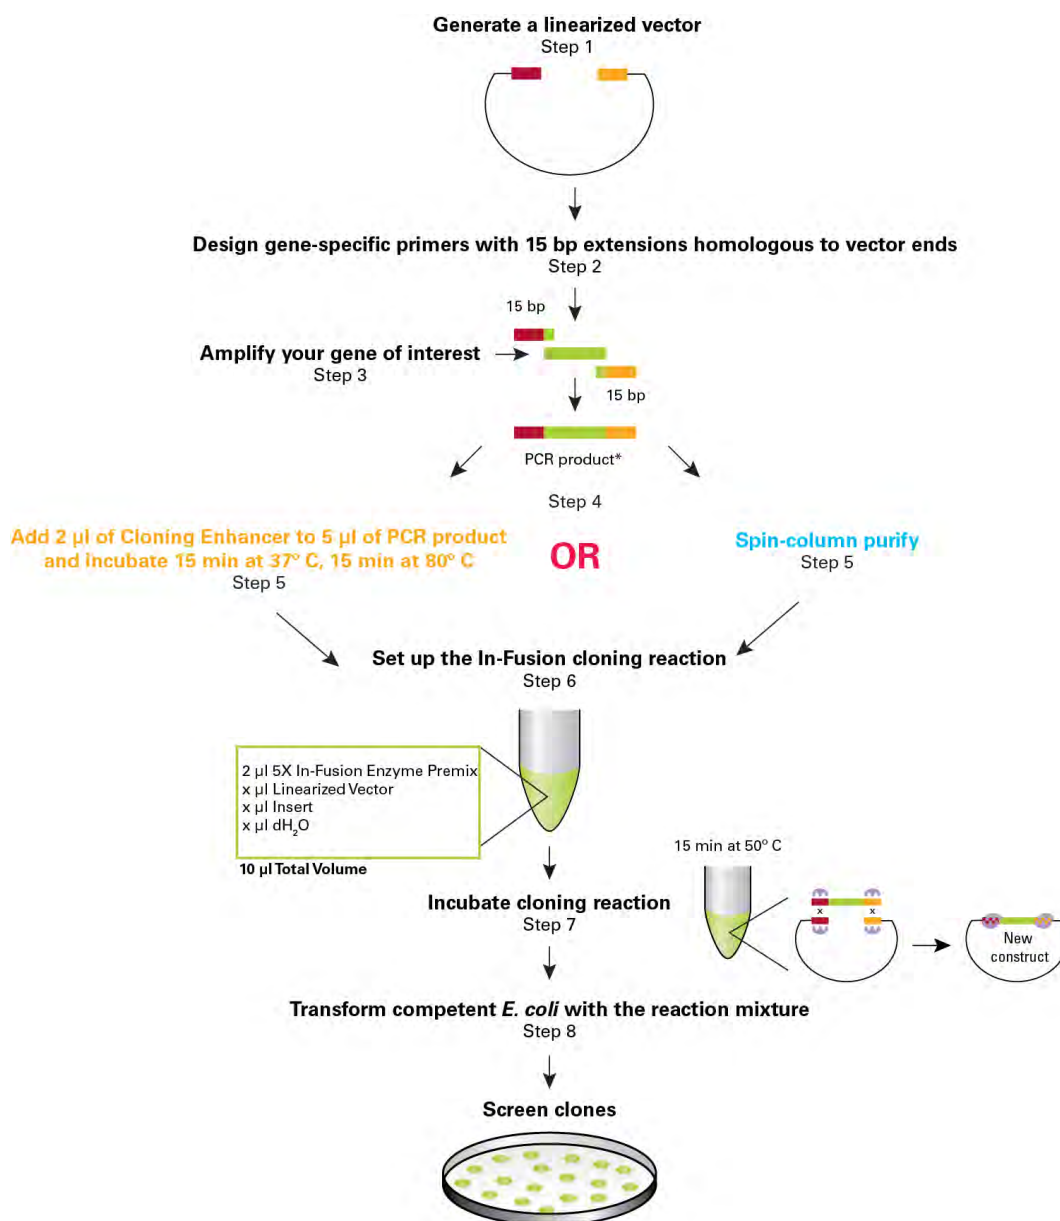 Generate a linearized vector
Step 1
Design gene-specific primers with 15 bp extensions homologous to vector ends
Step 2
15 bp
Amplify your gene of interest
Step 3
15 bp
PCR product*
Step 4
Add 2 µl of Cloning Enhancer to 5 µl of PCR product
and incubate 15 min at 37º C, 15 min at 80º C
Step 5
OR
Spin-column purify
Step 5
Set up the In-Fusion cloning reaction
Step 6
2 µl 5X In-Fusion Enzyme Premix
x µl Linearized Vector
x µl Insert
x µl dH₂O
10 µl Total Volume
15 min at 50º C
Incubate cloning reaction
Step 7
x x
New
construct
Transform competent E. coli with the reaction mixture
Step 8
Screen clones